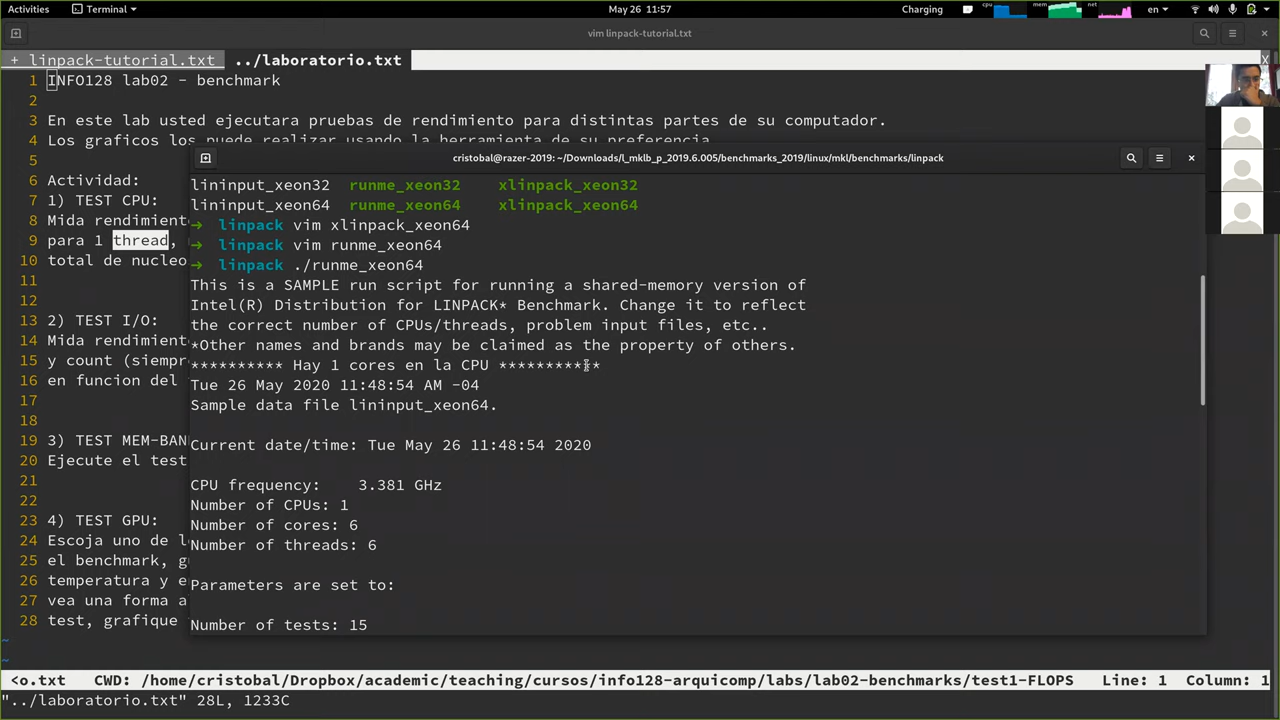 Activities Terminal May 26 11:57 Charging cpu mem net en
vim linpack-tutorial.txt
+ linpack-tutorial.txt ../laboratorio.txt X
1 INFO128 lab02 - benchmark
2
3 En este lab usted ejecutara pruebas de rendimiento para distintas partes de su computador.
4 Los graficos los puede realizar usando la herramienta de su preferencia
5
6 Actividad:
7 1) TEST CPU:
8 Mida rendimiento
9 para 1 thread,
10 total de nucleo
11
12
13 2) TEST I/O:
14 Mida rendimient
15 y count (siempr
16 en funcion del
17
18
19 3) TEST MEM-BAN
20 Ejecute el test
21
22
23 4) TEST GPU:
24 Escoja uno de l
25 el benchmark, g
26 temperatura y e
27 vea una forma a
28 test, grafique
~
~
cristobal@razer-2019: ~/Downloads/l_mklb_p_2019.6.005/benchmarks_2019/linux/mkl/benchmarks/linpack
lininput_xeon32 runme_xeon32 xlinpack_xeon32
lininput_xeon64 runme_xeon64 xlinpack_xeon64
→ linpack vim xlinpack_xeon64
→ linpack vim runme_xeon64
→ linpack ./runme_xeon64
This is a SAMPLE run script for running a shared-memory version of
Intel(R) Distribution for LINPACK* Benchmark. Change it to reflect
the correct number of CPUs/threads, problem input files, etc..
*Other names and brands may be claimed as the property of others.
********** Hay 1 cores en la CPU ***********
Tue 26 May 2020 11:48:54 AM -04
Sample data file lininput_xeon64.
Current date/time: Tue May 26 11:48:54 2020
CPU frequency: 3.381 GHz
Number of CPUs: 1
Number of cores: 6
Number of threads: 6
Parameters are set to:
Number of tests: 15
<o.txt CWD: /home/cristobal/Dropbox/academic/teaching/cursos/info128-arquicomp/labs/lab02-benchmarks/test1-FLOPS Line: 1 Column: 1
"../laboratorio.txt" 28L, 1233C